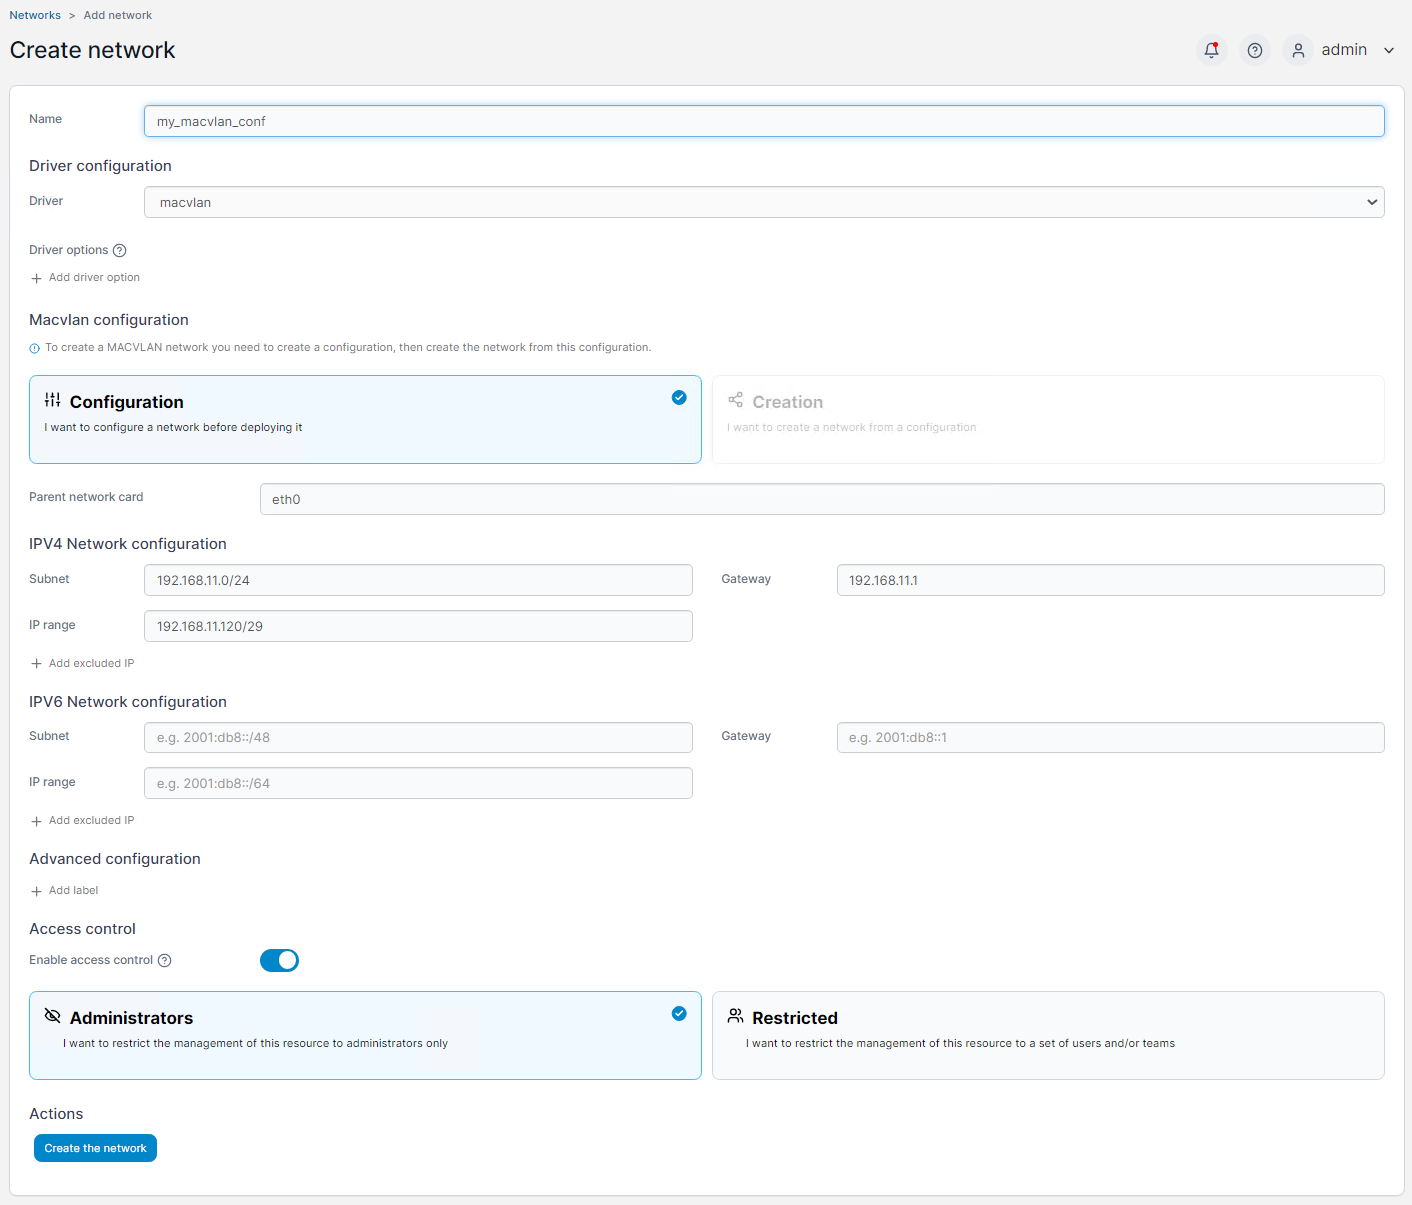 Networks > Add network
Create network
admin
Name
my_macvlan_conf
Driver configuration
Driver
macvlan
Driver options
Add driver option
Macvlan configuration
To create a MACVLAN network you need to create a configuration, then create the network from this configuration.
Configuration
I want to configure a network before deploying it
Creation
I want to create a network from a configuration
Parent network card
eth0
IPV4 Network configuration
Subnet
192.168.11.0/24
Gateway
192.168.11.1
IP range
192.168.11.120/29
Add excluded IP
IPV6 Network configuration
Subnet
e.g. 2001:db8::/48
Gateway
e.g. 2001:db8::1
IP range
e.g. 2001:db8::/64
Add excluded IP
Advanced configuration
Add label
Access control
Enable access control
Administrators
I want to restrict the management of this resource to administrators only
Restricted
I want to restrict the management of this resource to a set of users and/or teams
Actions
Create the network